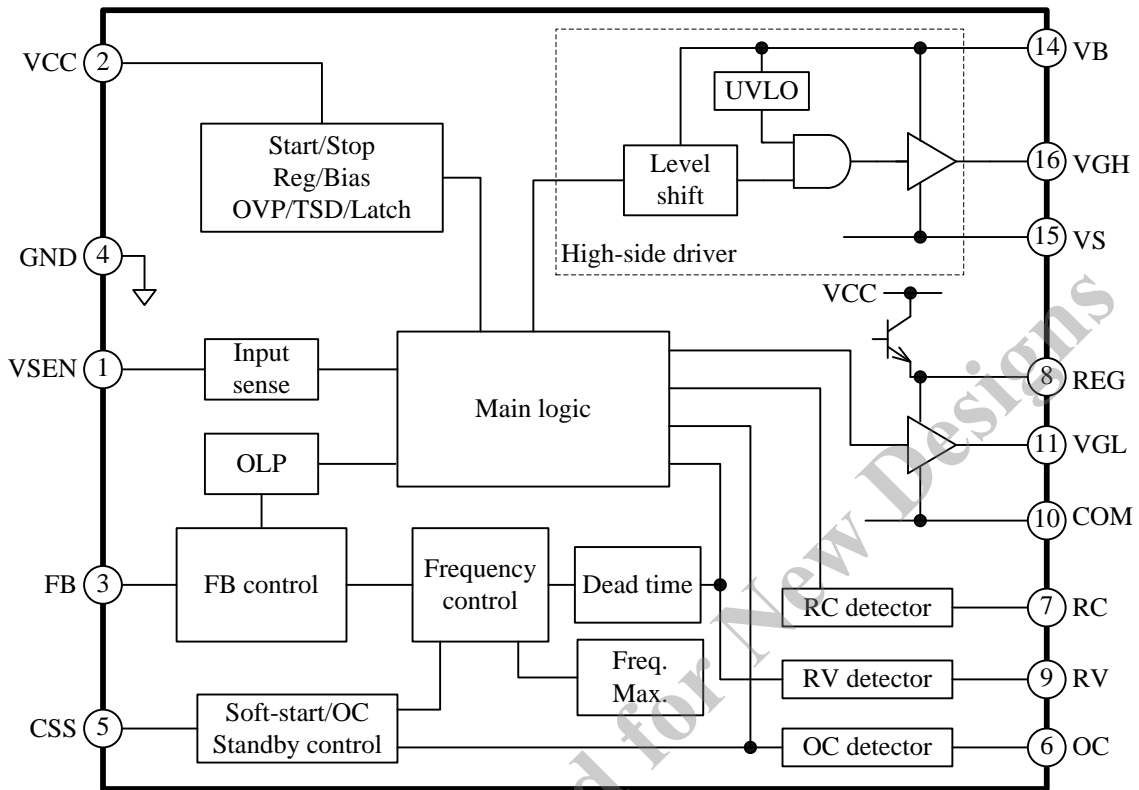 VCC
2
Start/Stop
Reg/Bias
OVP/TSD/Latch
GND
4
VSEN
1
Input
sense
OLP
FB
3
FB control
CSS
5
Soft-start/OC
Standby control
Main logic
Frequency
control
Dead time
Freq.
Max.
UVLO
Level
shift
High-side driver
14
VB
16
VGH
15
VS
VCC
8
REG
11
VGL
10
COM
RC detector
7
RC
RV detector
9
RV
OC detector
6
OC
d for New Designs